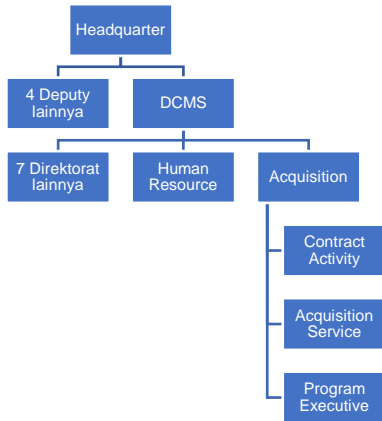 Headquarter
4 Deputy
lainnya
DCMS
7 Direktorat
lainnya
Human
Resource
Acquisition
Contract
Activity
Acquisition
Service
Program
Executive